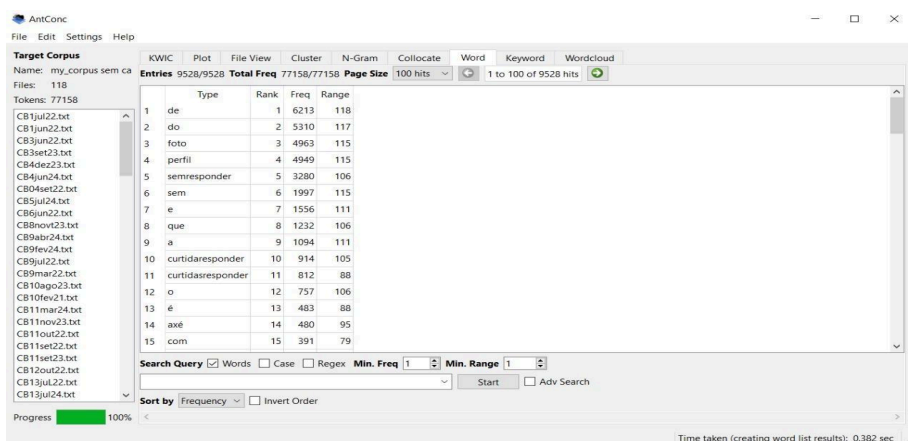 AntConc
File Edit Settings Help
Target Corpus
Name: my_corpus sem ca
Files: 118
Tokens: 77158
CB1jul22.txt
CB1jun22.txt
CB3jun22.txt
CB3set23.txt
CB4dez23.txt
CB4jun24.txt
CB04set22.txt
CB5jul24.txt
CB6jun22.txt
CB8novt23.txt
CB9abr24.txt
CB9fev24.txt
CB9jul22.txt
CB9mar22.txt
CB10ago23.txt
CB10fev21.txt
CB11mar24.txt
CB11nov23.txt
CB11out22.txt
CB11set22.txt
CB11set23.txt
CB12out22.txt
CB13juL22.txt
CB13jul24.txt
Progress 100%
KWIC Plot File View Cluster N-Gram Collocate Word Keyword Wordcloud
Entries 9528/9528 Total Freq 77158/77158 Page Size 100 hits 1 to 100 of 9528 hits
Type Rank Freq Range
1 de 1 6213 118
2 do 2 5310 117
3 foto 3 4963 115
4 perfil 4 4949 115
5 semresponder 5 3280 106
6 sem 6 1997 115
7 e 7 1556 111
8 que 8 1232 106
9 a 9 1094 111
10 curtidaresponder 10 914 105
11 curtidasresponder 11 812 88
12 o 12 757 106
13 é 13 483 88
14 axé 14 480 95
15 com 15 391 79
Search Query Words Case Regex Min. Freq 1 Min. Range 1
Start Adv Search
Sort by Frequency Invert Order
Time taken (creating word list results): 0.382 sec